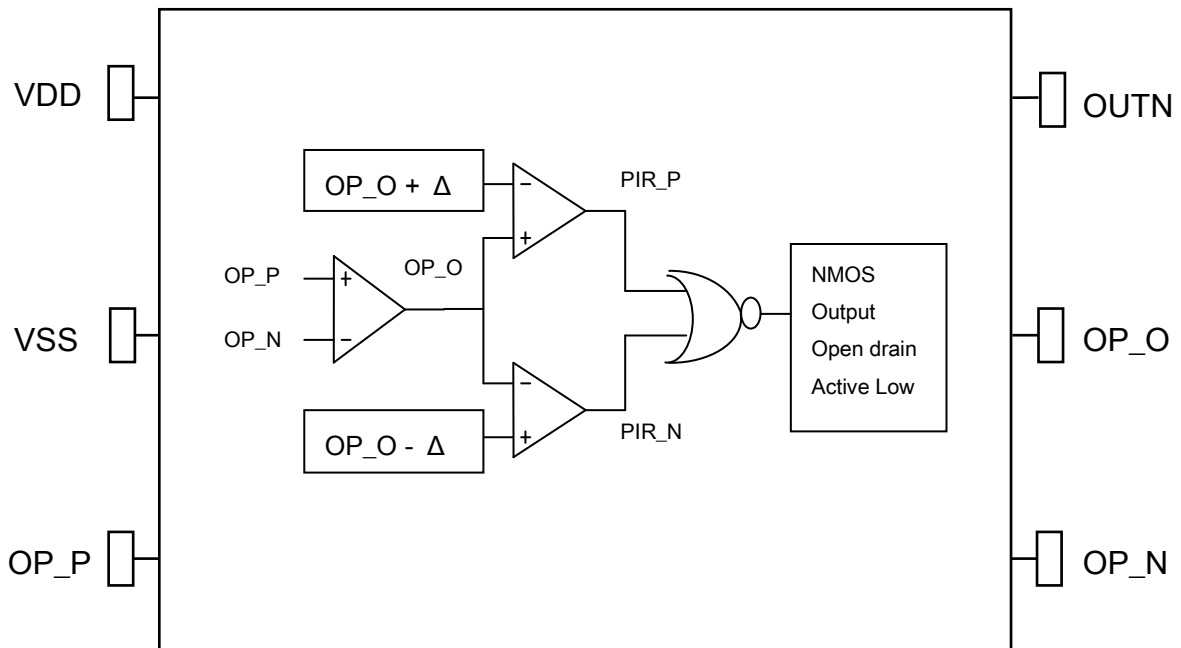 VDD
OUTN
OP_O + Δ
−
+
PIR_P
OP_P
+
OP_O
OP_N
−
NMOS
Output
Open drain
Active Low
VSS
OP_O
−
+
OP_O - Δ
PIR_N
OP_P
OP_N